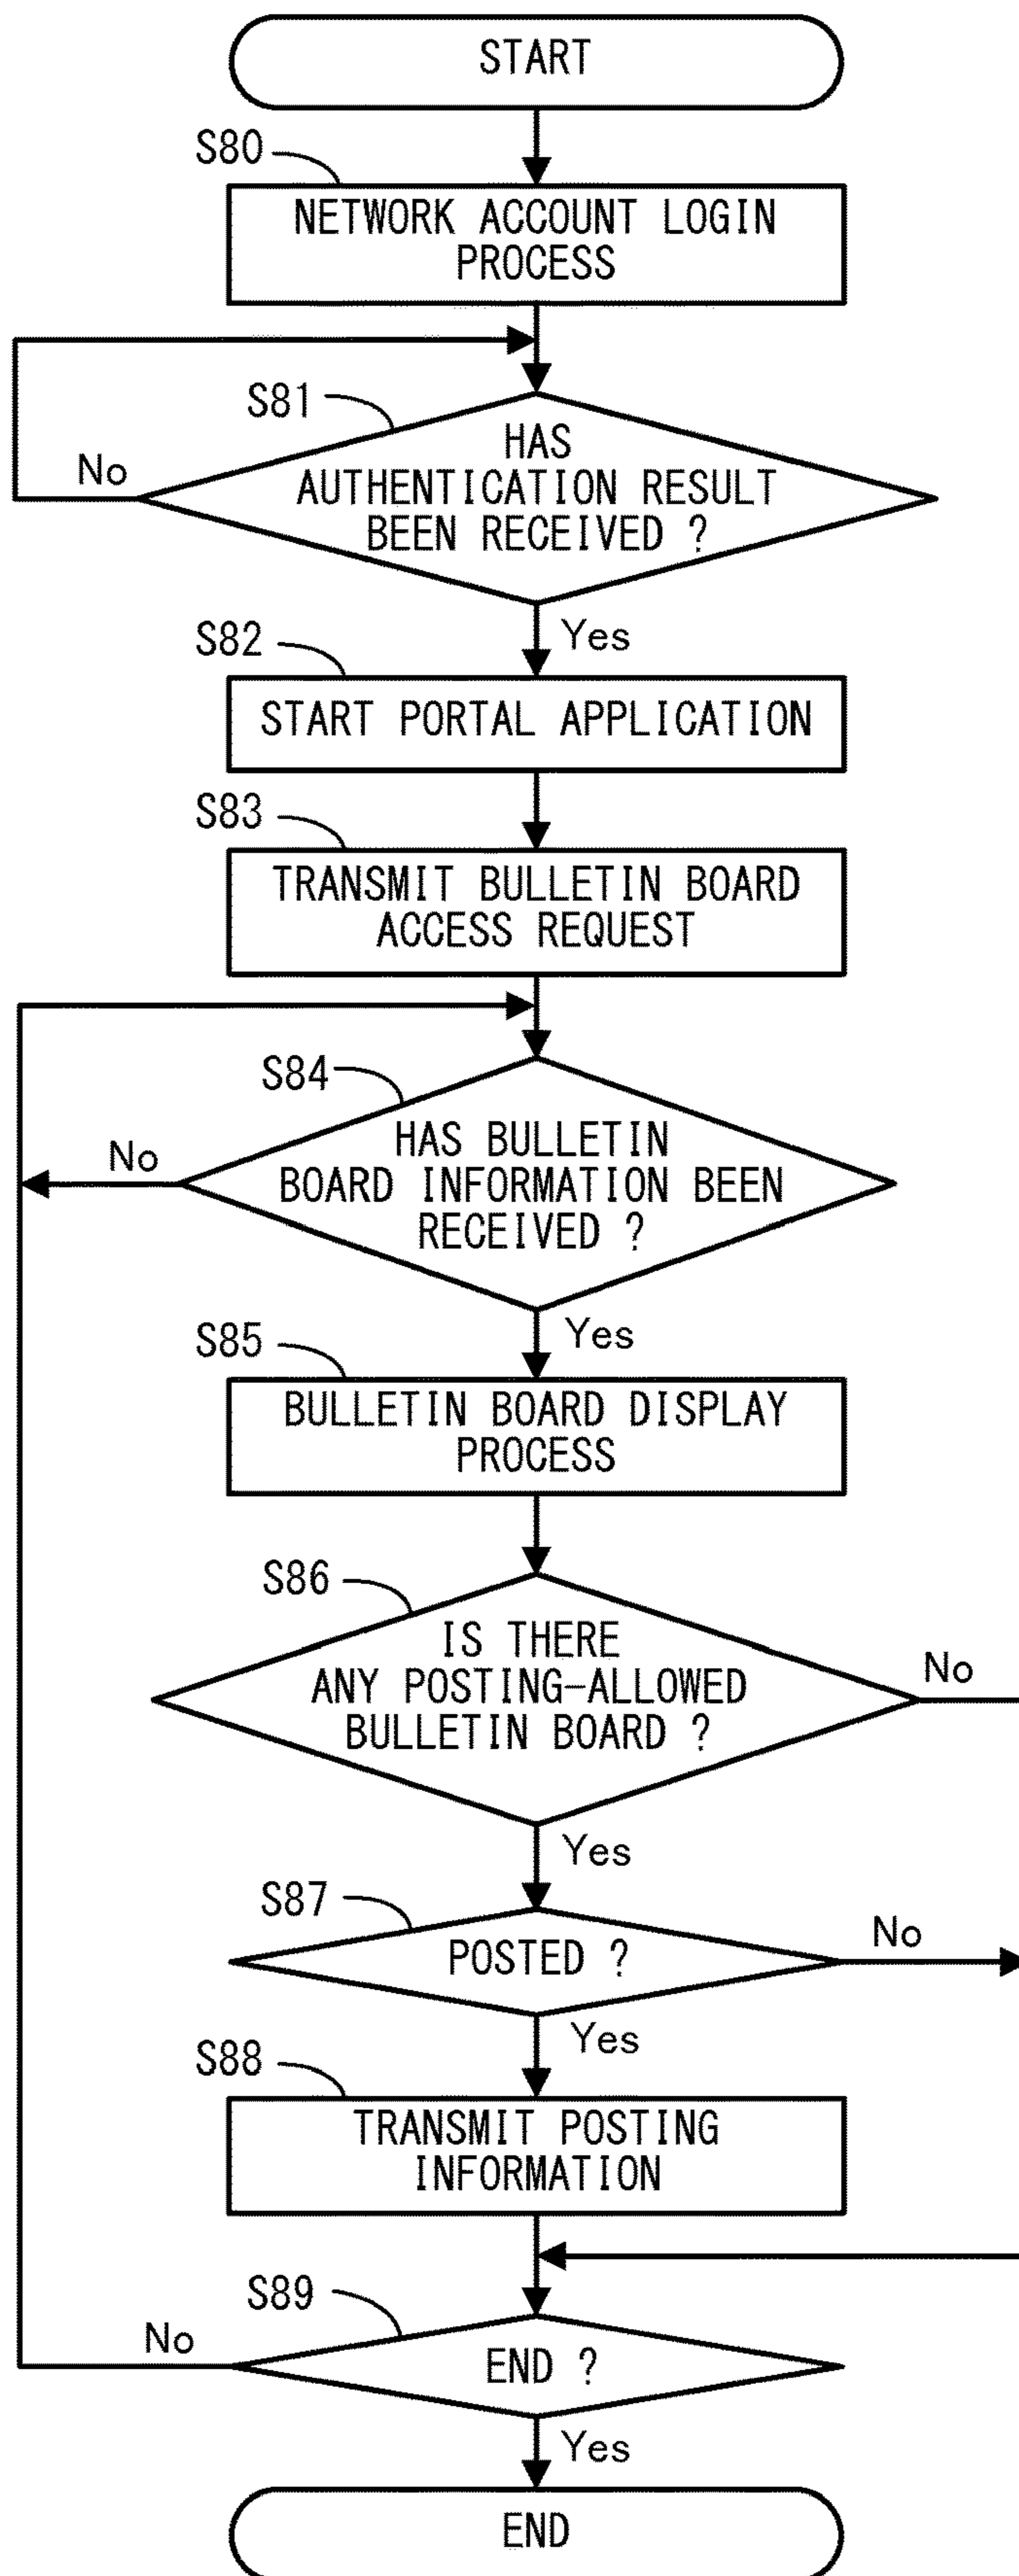 START
S80
NETWORK ACCOUNT LOGIN
PROCESS
S81
HAS
No
AUTHENTICATION RESULT
BEEN RECEIVED ?
Yes
S82
START PORTAL APPLICATION
S83
TRANSMIT BULLETIN BOARD
ACCESS REQUEST
S84
HAS BULLETIN
No
BOARD INFORMATION BEEN
RECEIVED ?
Yes
S85
BULLETIN BOARD DISPLAY
PROCESS
S86
IS THERE
No
ANY POSTING-ALLOWED
BULLETIN BOARD ?
Yes
S87
No
POSTED ?
Yes
S88
TRANSMIT POSTING
INFORMATION
S89
No
END ?
Yes
END